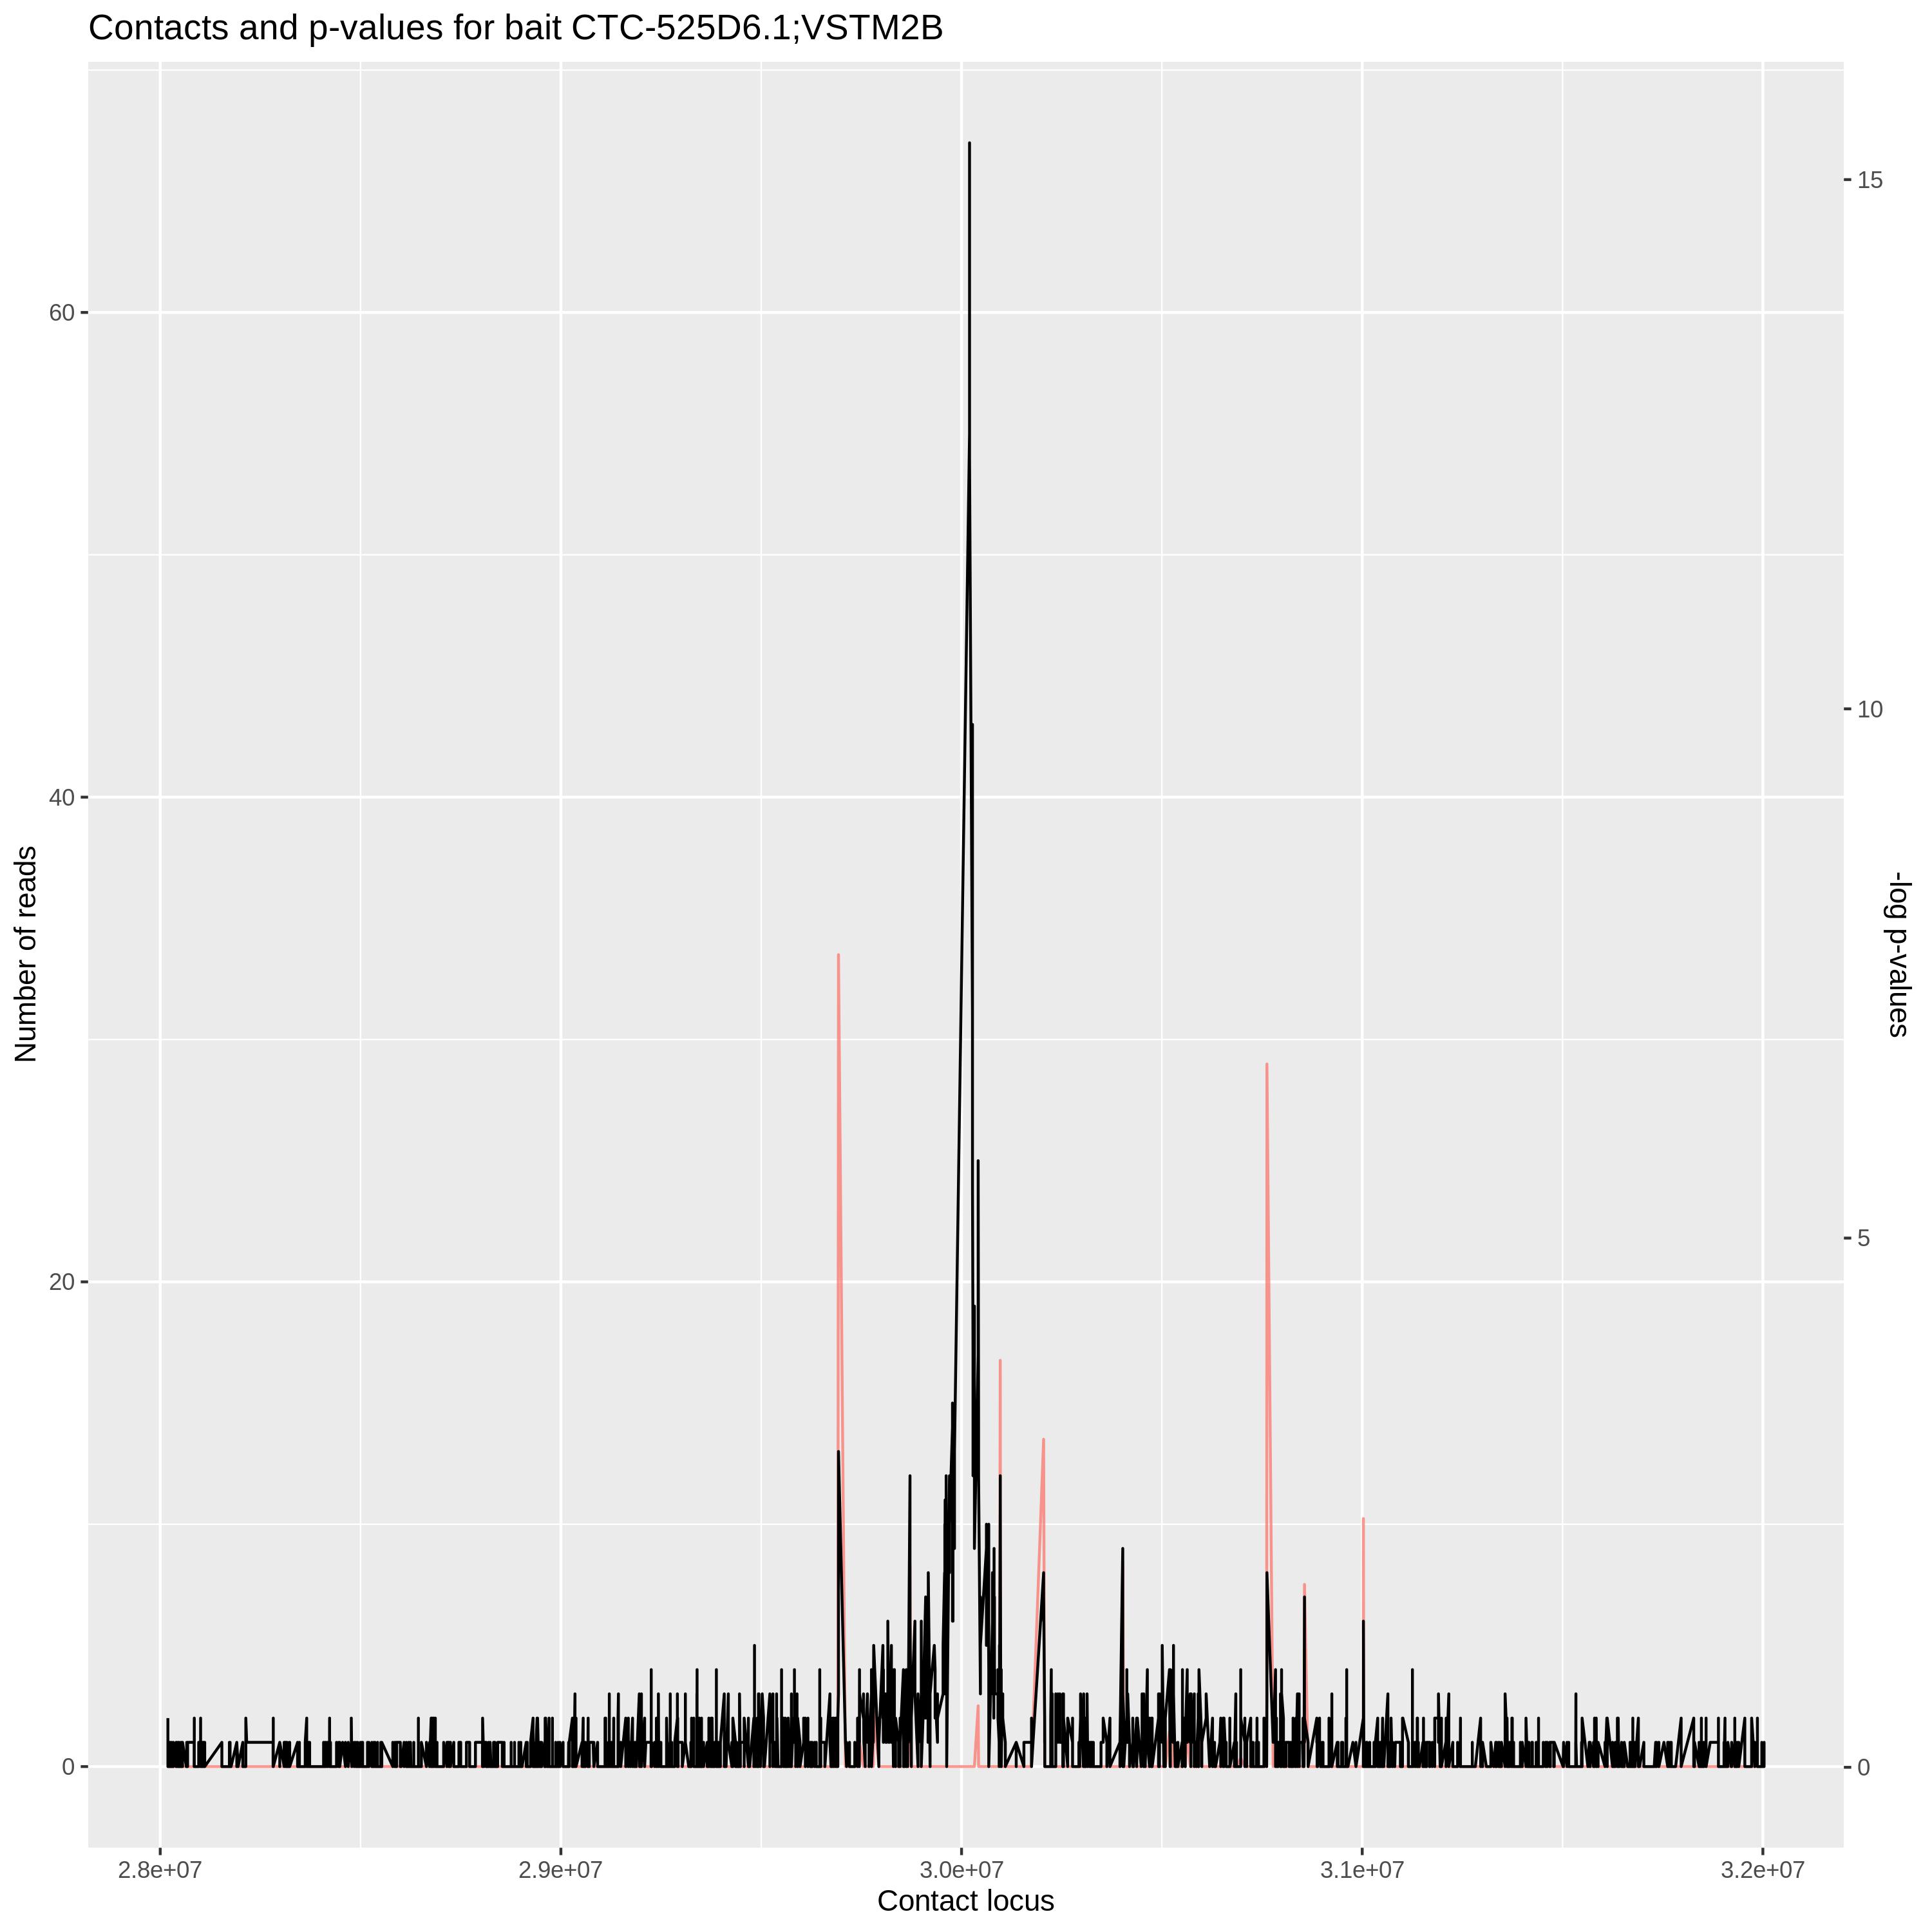 Contacts and p-values for bait CTC-525D6.1;VSTM2B
Number of reads
60
40
20
0
15
10
5
0
-log p-values
2.8e+07
2.9e+07
3.0e+07
3.1e+07
3.2e+07
Contact locus